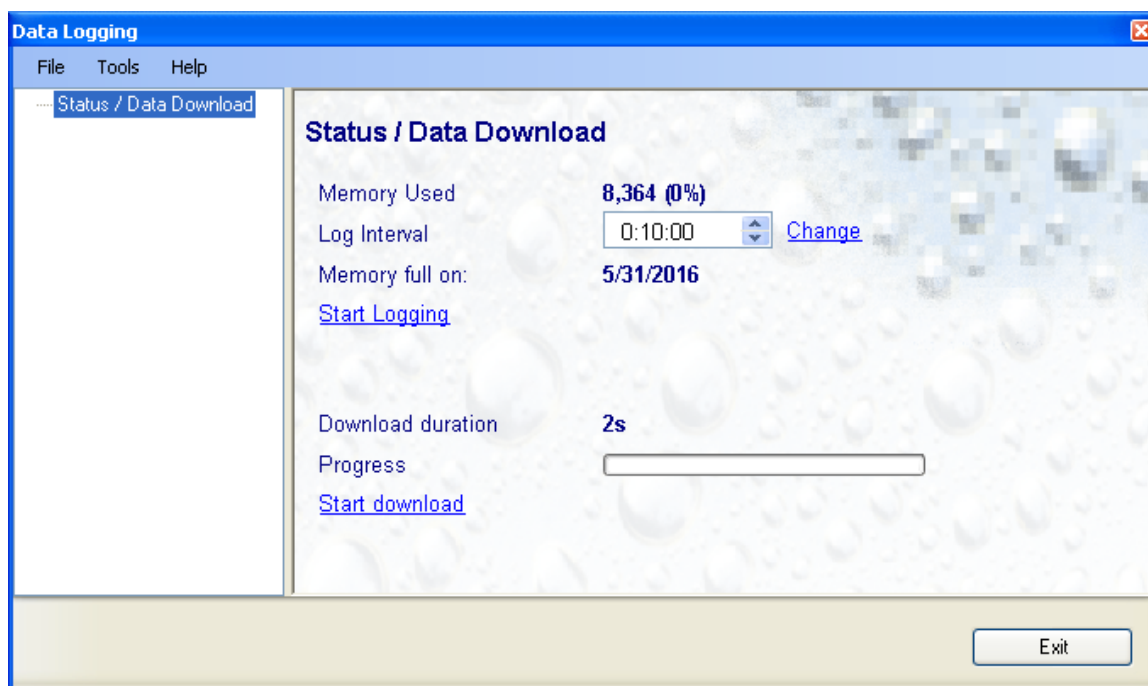 Data Logging
File Tools Help
Status / Data Download
Status / Data Download
Memory Used 8,364 (0%)
Log Interval 0:10:00 Change
Memory full on: 5/31/2016
Start Logging
Download duration 2s
Progress
Start download
Exit